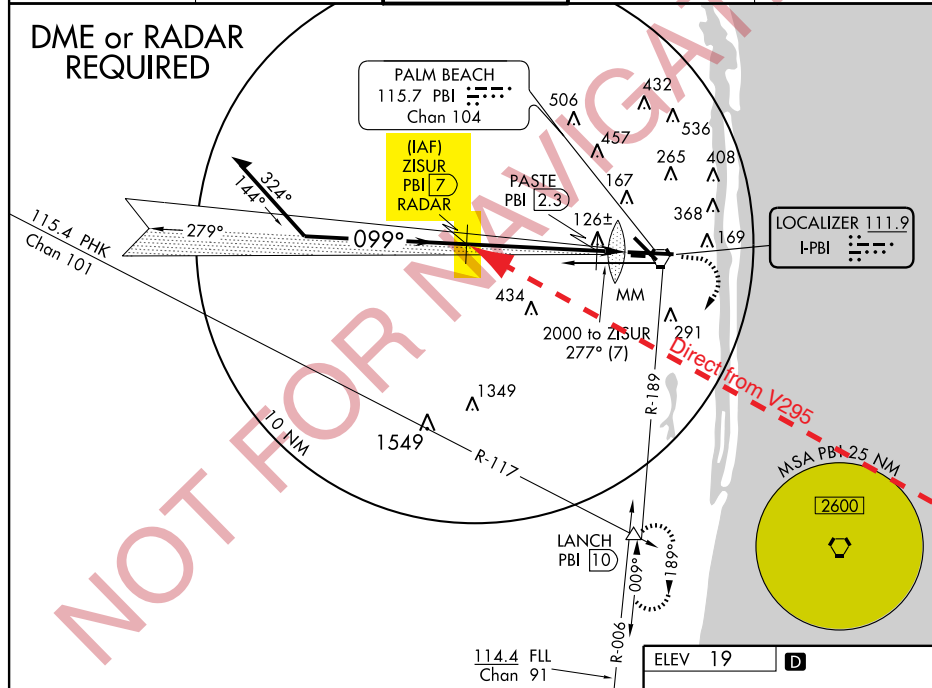 DME or RADAR
REQUIRED
PALM BEACH
115.7 PBI
Chan 104
506
432
536
457
265
408
(IAF)
ZISUR
PBI 7
RADAR
PASTE
PBI 2.3
167
368
126±
169
324°
144°
279°
099°
LOCALIZER 111.9
I-PBI
115.4 PHK
Chan 101
MM
434
2000 to ZISUR
277° (7)
291
Direct from V295
R-189
1349
1549
10 NM
R-117
MSA PBI 25 NM
2600
LANCH
PBI 10
009°
189°
R-006
114.4 FLL
Chan 91
ELEV 19
D
NOT FOR NAVIGAT